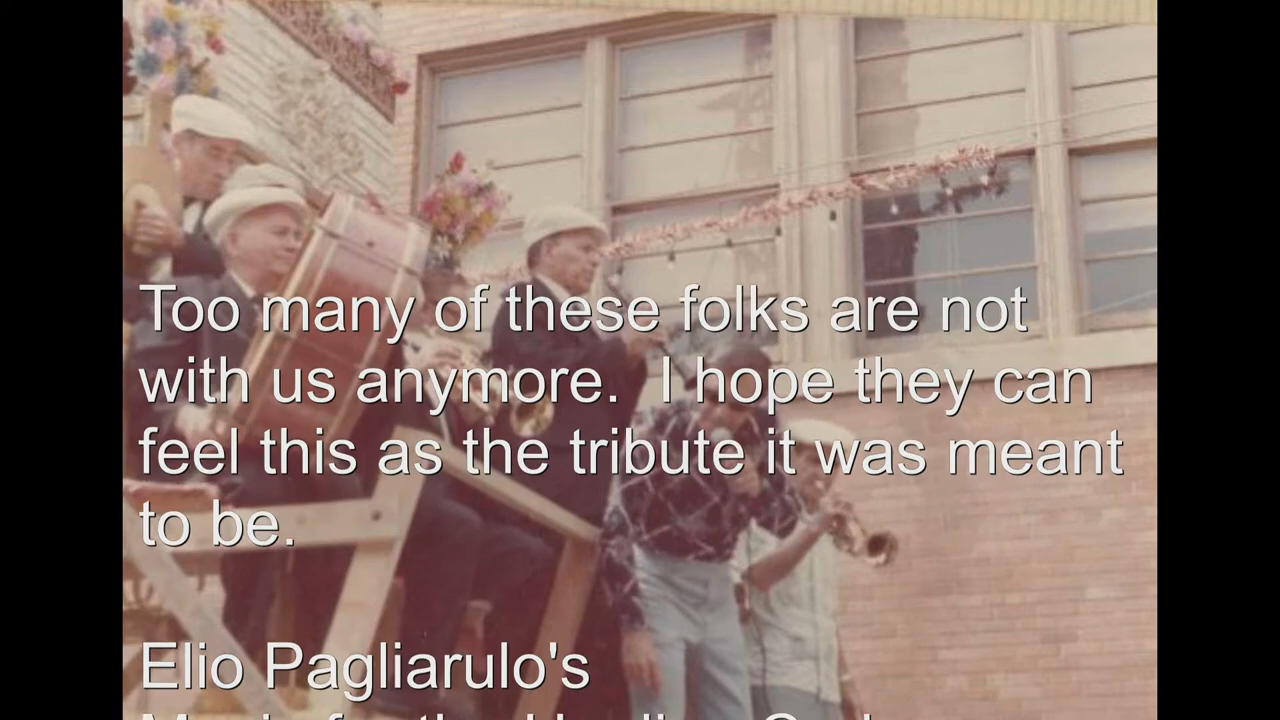 Too many of these folks are not
with us anymore.  I hope they can
feel this as the tribute it was meant
to be.
Elio Pagliarulo's